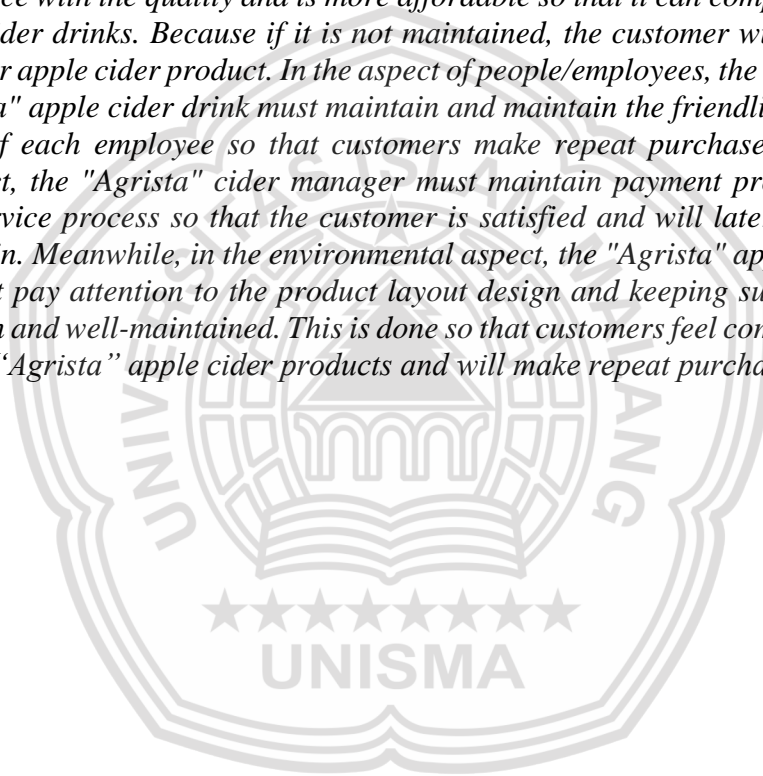 ce with the quality and is more affordable so that it can comp
der drinks. Because if it is not maintained, the customer wi
r apple cider product. In the aspect of people/employees, the
a" apple cider drink must maintain and maintain the friendli
f each employee so that customers make repeat purchase
t, the "Agrista" cider manager must maintain payment pr
vice process so that the customer is satisfied and will late
n. Meanwhile, in the environmental aspect, the "Agrista" ap
t pay attention to the product layout design and keeping su
n and well-maintained. This is done so that customers feel con
“Agrista” apple cider products and will make repeat purcha
UNIVERSITAS ISLAM MALANG
UNISMA